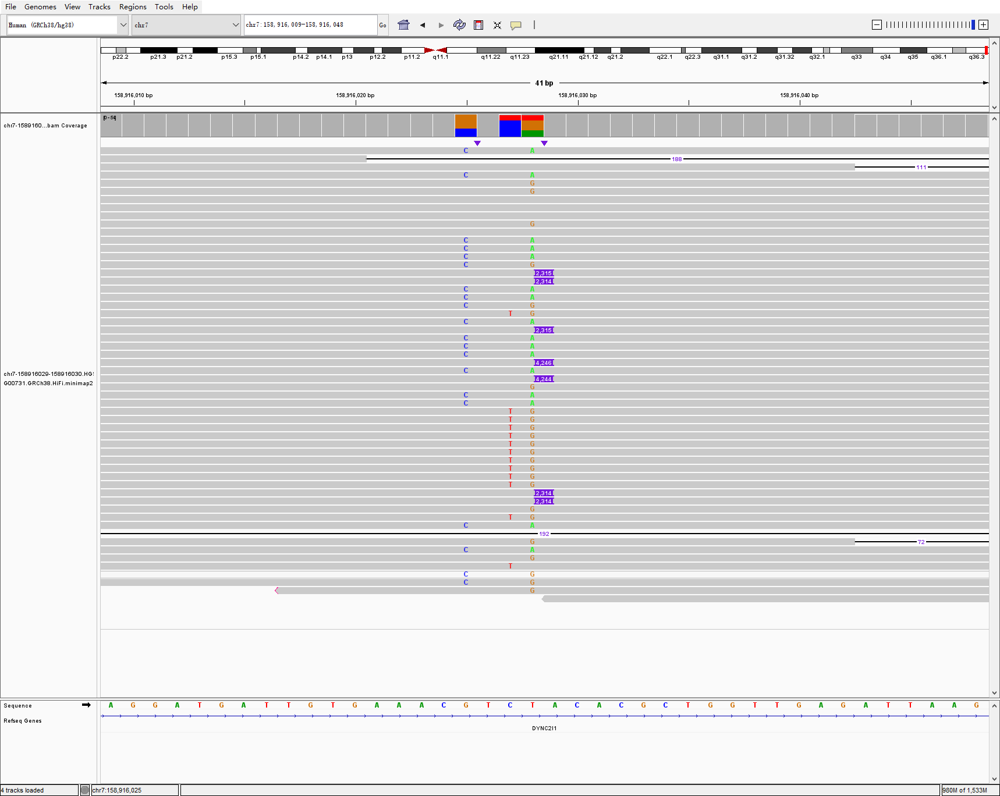 File Genomes View Tracks Regions Tools Help
Human (GRCh38/hg38) chr7 chr7:158,916,009-158,916,048 Go
p22.2 p21.3 p21.2 p15.3 p15.1 p14.2 p14.1 p13 p12.2 p11.2 q11.1 q11.22 q11.23 q21.11 q21.12 q21.2 q22.1 q22.3 q31.1 q31.2 q31.32 q32.1 q33 q34 q35 q36.1 q36.3
41 bp
158,916,010 bp 158,916,020 bp 158,916,030 bp 158,916,040 bp
chr7-1589160...bam Coverage
C A
188
111
C A
G
G
G
C A
C A
C A
C G
2,315
2,314
C A
C A
C G
T G
C A
2,315
C A
C A
C A
4,246
chr7-158916029-158916030.HG
C A
G00731.GRCh38.HiFi.minimap2
4,244
G
C A
C A
T G
T G
T G
T G
T G
T G
T G
T G
T G
T G
2,314
2,314
G
T G
C A
192
G 72
C A
G
T
C G
C G
G
Sequence A G G A T G A T T G T G A A A C G T C T A C A C G C T G G T T G A G A T T A A G
Refseq Genes
DYNC2I1
4 tracks loaded chr7:158,916,025 980M of 1,533M